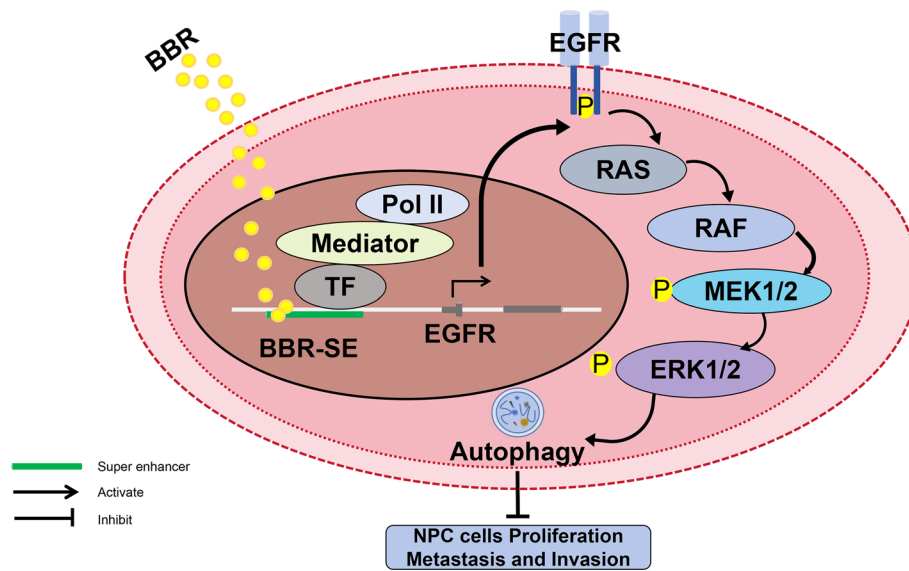 BBR
EGFR
P
RAS
RAF
P
MEK1/2
P
ERK1/2
Pol II
Mediator
TF
EGFR
BBR-SE
Autophagy
NPC cells Proliferation
Metastasis and Invasion
Super enhancer
Activate
Inhibit